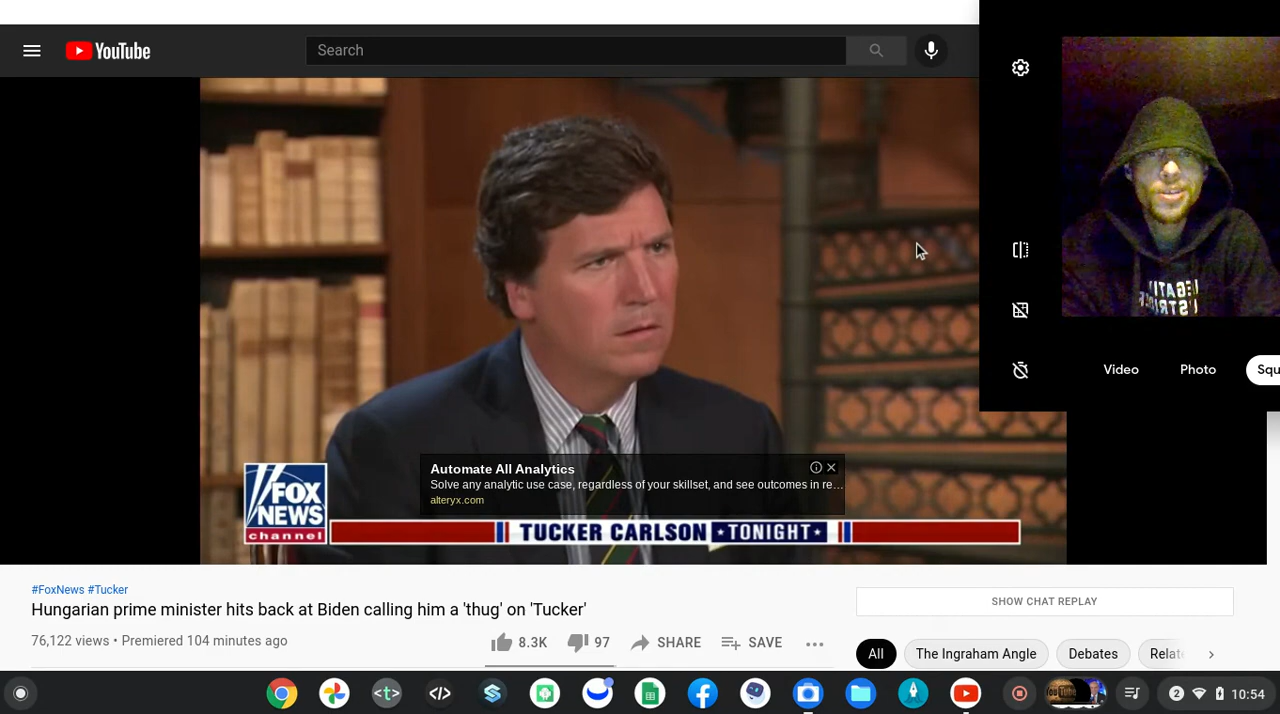 YouTube
Search
Video
Photo
Squ
Automate All Analytics
Solve any analytic use case, regardless of your skillset, and see outcomes in re…
alteryx.com
FOX
NEWS
channel
TUCKER CARLSON TONIGHT
#FoxNews #Tucker
Hungarian prime minister hits back at Biden calling him a 'thug' on 'Tucker'
76,122 views • Premiered 104 minutes ago
8.3K
97
SHARE
SAVE
SHOW CHAT REPLAY
All
The Ingraham Angle
Debates
Relat
<t>
</>
2
10:54